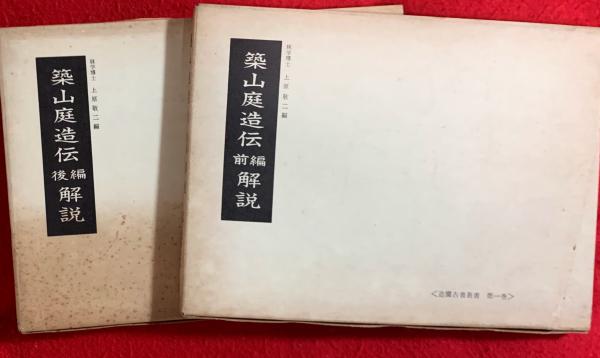 林学博士 上原敬二編
築山庭造伝
後編
解説
林学博士 上原敬二編
築山庭造伝
前編
解説
<造園古書叢書 第一巻>